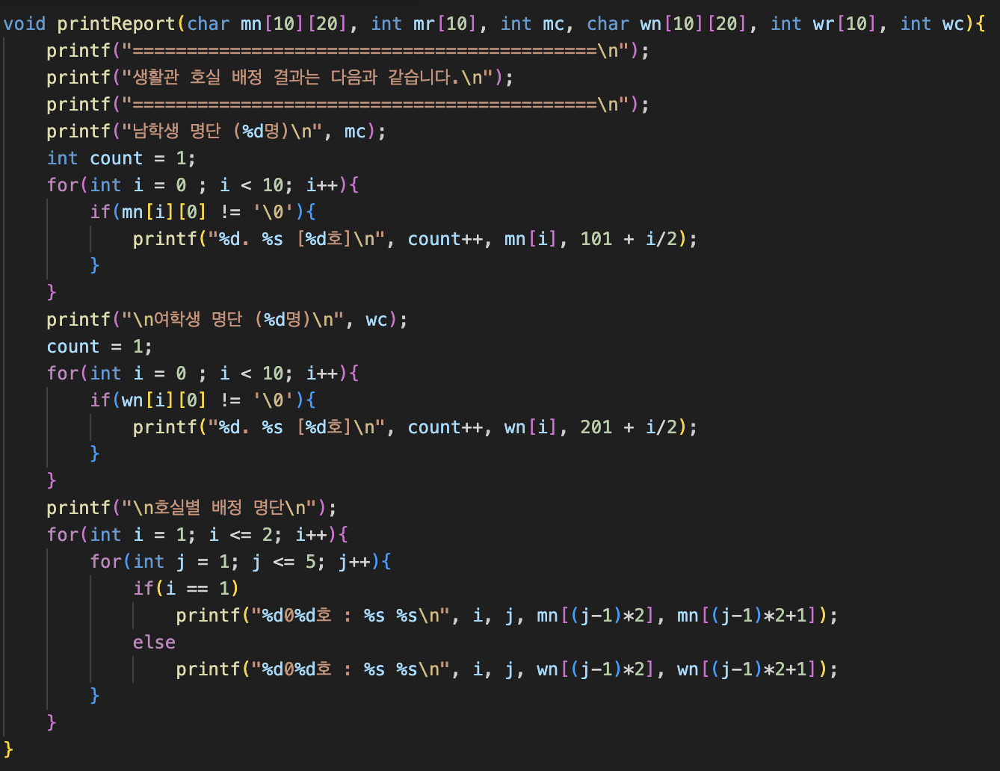 void printReport(char mn[10][20], int mr[10], int mc, char wn[10][20], int wr[10], int wc){
    printf("===========================================\n");
    printf("생활관 호실 배정 결과는 다음과 같습니다.\n");
    printf("===========================================\n");
    printf("남학생 명단 (%d명)\n", mc);
    int count = 1;
    for(int i = 0 ; i < 10; i++){
        if(mn[i][0] != '\0'){
            printf("%d. %s [%d호]\n", count++, mn[i], 101 + i/2);
        }
    }
    printf("\n여학생 명단 (%d명)\n", wc);
    count = 1;
    for(int i = 0 ; i < 10; i++){
        if(wn[i][0] != '\0'){
            printf("%d. %s [%d호]\n", count++, wn[i], 201 + i/2);
        }
    }
    printf("\n호실별 배정 명단\n");
    for(int i = 1; i <= 2; i++){
        for(int j = 1; j <= 5; j++){
            if(i == 1)
                printf("%d0%d호 : %s %s\n", i, j, mn[(j-1)*2], mn[(j-1)*2+1]);
            else
                printf("%d0%d호 : %s %s\n", i, j, wn[(j-1)*2], wn[(j-1)*2+1]);
        }
    }
}